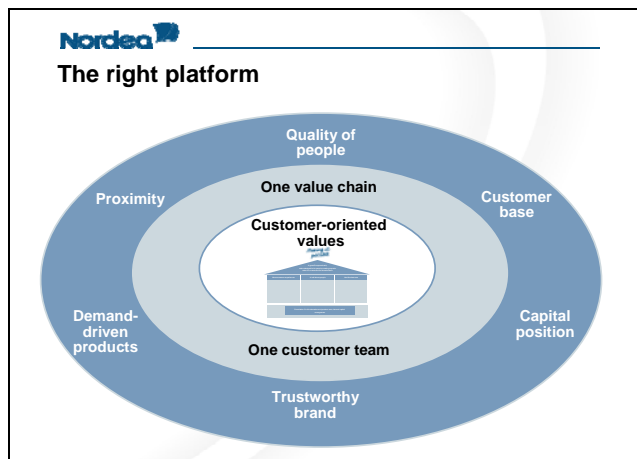 Nordea
The right platform
Quality of
people
One value chain
Proximity
Customer
base
Customer-oriented
values
Demand-
driven
products
Capital
position
One customer team
Trustworthy
brand